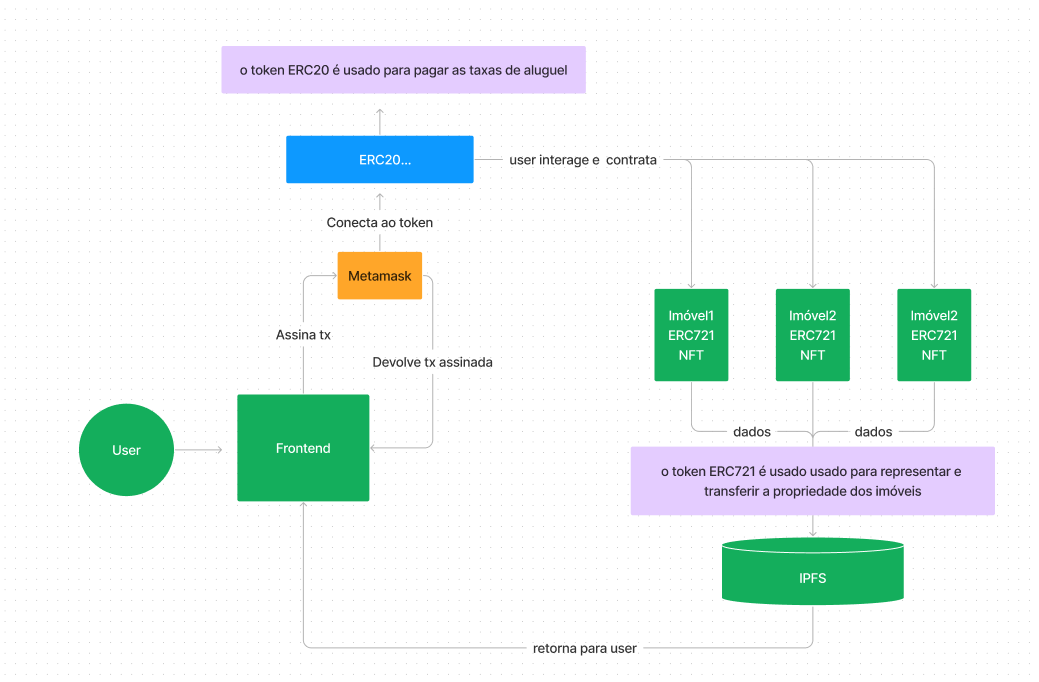 o token ERC20 é usado para pagar as taxas de aluguel
ERC20...
user interage e contrata
Conecta ao token
Metamask
Assina tx
Devolve tx assinada
User
Frontend
Imóvel1
ERC721
NFT
Imóvel2
ERC721
NFT
Imóvel2
ERC721
NFT
dados
dados
o token ERC721 é usado usado para representar e
transferir a propriedade dos imóveis
IPFS
retorna para user